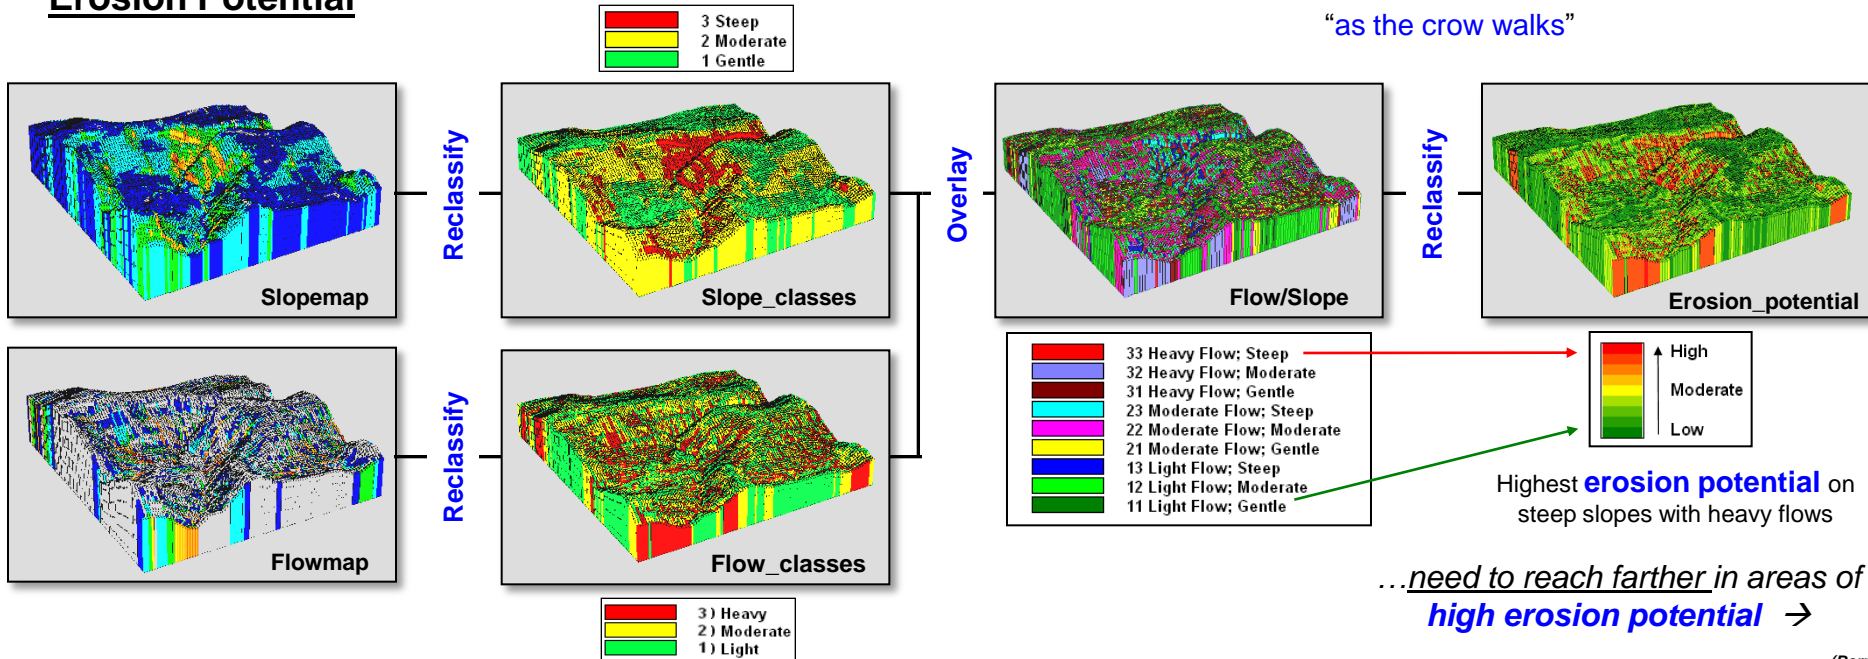 Erosion Potential
3 Steep
2 Moderate
1 Gentle
“as the crow walks”
Slopemap
Reclassify
Slope_classes
Overlay
Flow/Slope
Reclassify
Erosion_potential
Flowmap
Reclassify
Flow_classes
3) Heavy
2) Moderate
1) Light
33 Heavy Flow; Steep
32 Heavy Flow; Moderate
31 Heavy Flow; Gentle
23 Moderate Flow; Steep
22 Moderate Flow; Moderate
21 Moderate Flow; Gentle
13 Light Flow; Steep
12 Light Flow; Moderate
11 Light Flow; Gentle
High
Moderate
Low
Highest erosion potential on
steep slopes with heavy flows
…need to reach farther in areas of
high erosion potential →